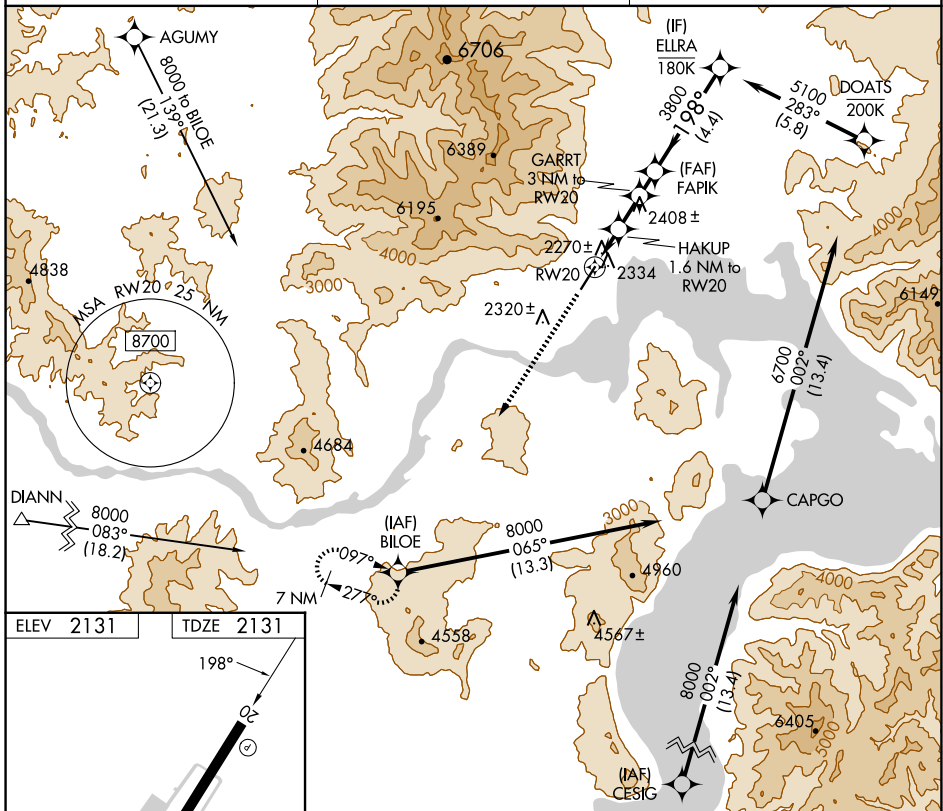 AGUMY
8000 to BILOE
139°
(21.3)
6706
6389
6195
4000
3000
(IF)
ELLRA
180K
3800
198°
(4.4)
5100
283°
(5.8)
DOATS
200K
GARRT
3 NM to
RW20
(FAF)
FAPIK
2408±
2270±
HAKUP
1.6 NM to
RW20
RW20
2334
2320±
4000
6149
4838
MSA RW20 25 NM
8700
6700
002°
(13.4)
4684
CAPGO
DIANN
8000
083°
(18.2)
(IAF)
BILOE
097°
277°
7 NM
8000
065°
(13.3)
3000
4960
4558
4567±
4000
8000
002°
(13.4)
6405
3000
(IAF)
CESIG
ELEV 2131
TDZE 2131
198°
20
P